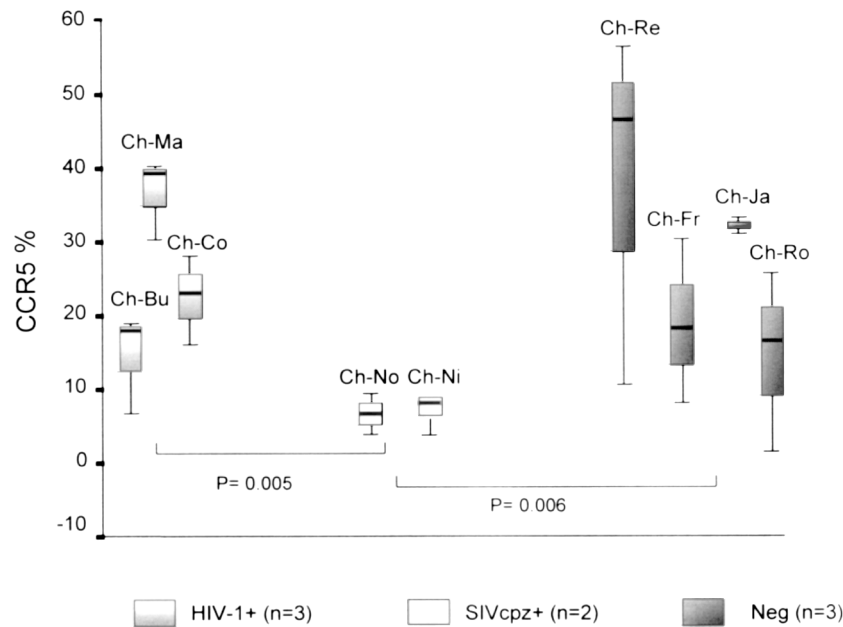 60
50
40
30
20
10
0
-10
CCR5 %
Ch-Bu
Ch-Ma
Ch-Co
Ch-No
Ch-Ni
Ch-Re
Ch-Fr
Ch-Ja
Ch-Ro
P= 0.005
P= 0.006
HIV-1+ (n=3)
SIVcpz+ (n=2)
Neg (n=3)